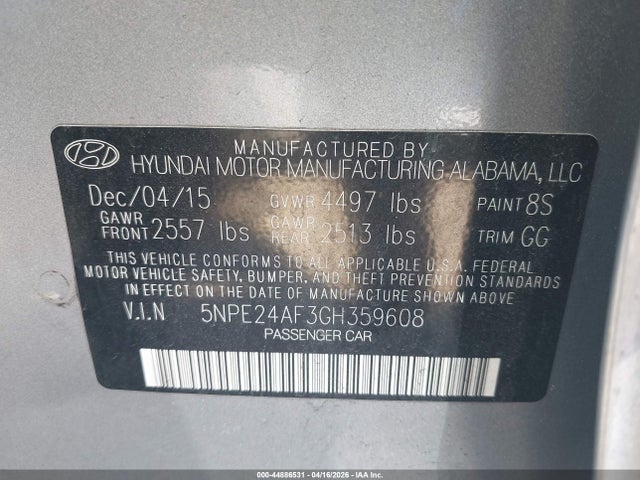 MANUFACTURED BY
HYUNDAI MOTOR MANUFACTURING ALABAMA, LLC
Dec/04/15 GVWR 4497 lbs PAINT 8S
GAWR FRONT 2557 lbs GAWR REAR 2513 lbs TRIM GG
THIS VEHICLE CONFORMS TO ALL APPLICABLE U.S.A. FEDERAL
MOTOR VEHICLE SAFETY, BUMPER, AND THEFT PREVENTION
STANDARDS IN EFFECT ON THE DATE OF MANUFACTURE SHOWN ABOVE.
V.I.N 5NPE24AF3GH359608
PASSENGER CAR
000-44886531 - 04/16/2026 - IAA Inc.